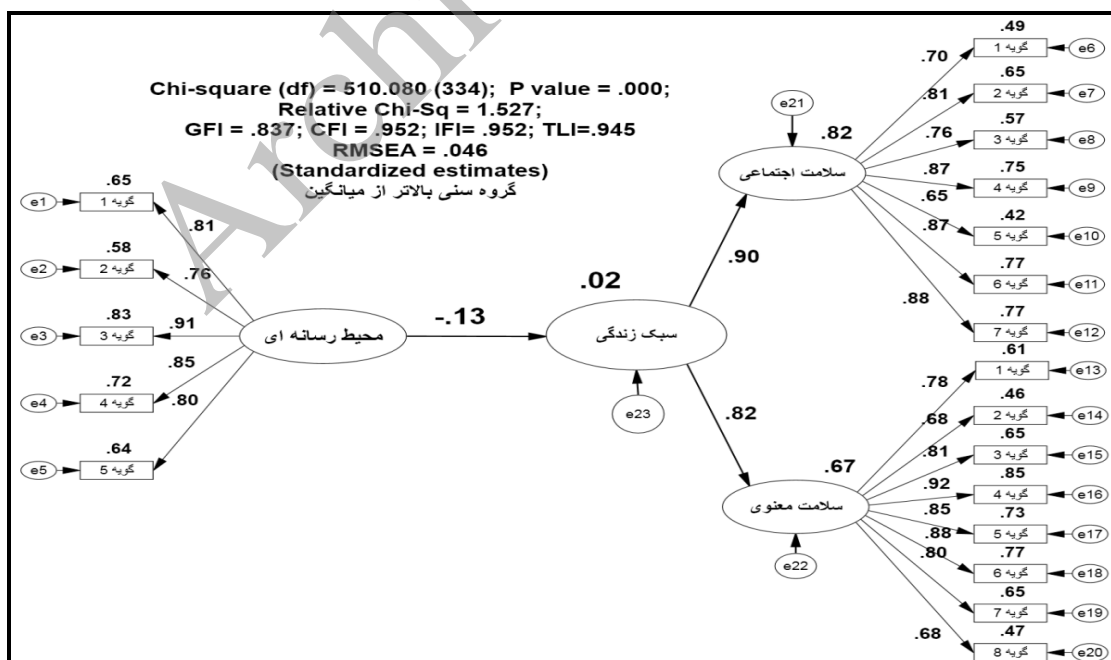 Archi
Chi-square (df) = 510.080 (334); P value = .000;
Relative Chi-Sq = 1.527;
GFI = .837; CFI = .952; IFI= .952; TLI=.945
RMSEA = .046
(Standardized estimates)
گروه سنی بالاتر از میانگین
.65
e1 گویه 1
.81
.58
e2 گویه 2
.76
.83
e3 گویه 3
.91
.72
e4 گویه 4
.85
.64
e5 گویه 5
.80
محیط رسانه ای
-.13
.02
سبک زندگی
e23
.90
.82
e21
.82
سلامت اجتماعی
.67
سلامت معنوی
e22
.49
.70
گویه 1 e6
.65
.81
گویه 2 e7
.57
.76
گویه 3 e8
.75
.87
گویه 4 e9
.42
.65
گویه 5 e10
.77
.87
گویه 6 e11
.77
.88
گویه 7 e12
.61
.78
گویه 1 e13
.46
.68
گویه 2 e14
.65
.81
گویه 3 e15
.85
.92
گویه 4 e16
.73
.85
گویه 5 e17
.77
.88
گویه 6 e18
.65
.80
گویه 7 e19
.47
.68
گویه 8 e20